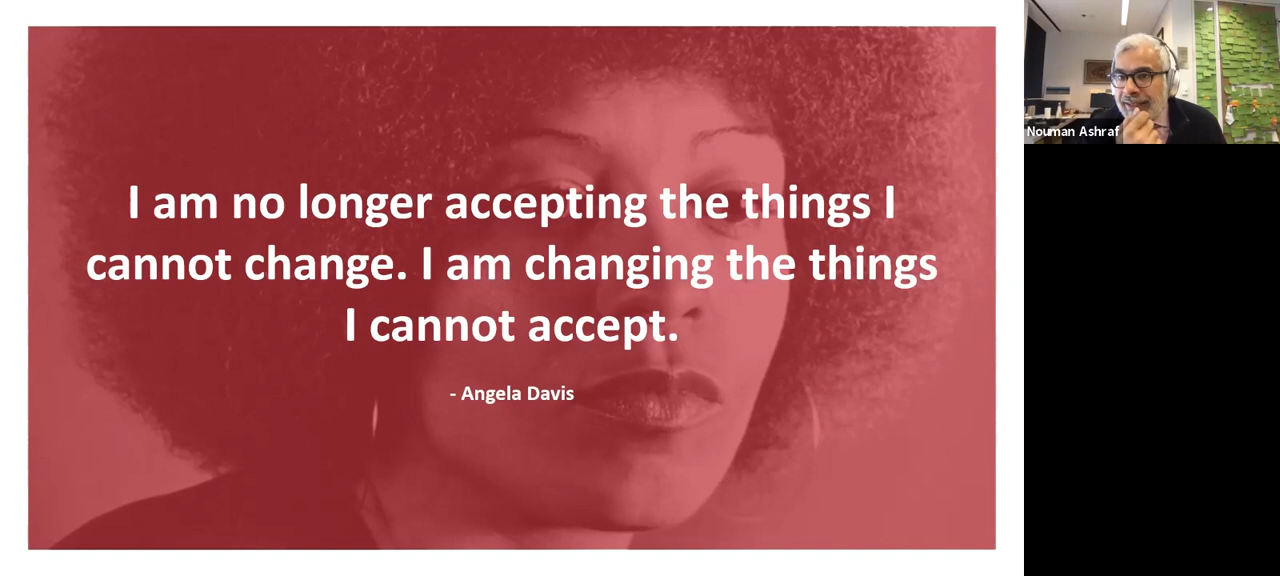 I am no longer accepting the things I
cannot change. I am changing the things
I cannot accept.
- Angela Davis
Nouman Ashraf